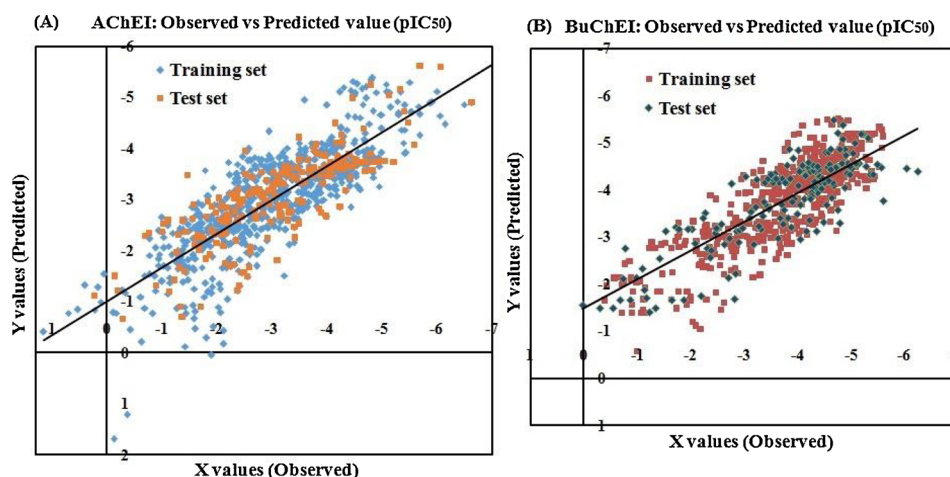 (A) AChEI: Observed vs Predicted value (pIC50)
-6
Training set
Test set
-5
-4
-3
-2
-1
1 0 -1 -2 -3 -4 -5 -6 -7
0
1
2
Y values (Predicted)
X values (Observed)
(B) BuChEI: Observed vs Predicted value (pIC50)
-7
-6
Training set
Test set
-5
-4
-3
-2
-1
1 0 -1 -2 -3 -4 -5 -6
0
1
Y values (Predicted)
X values (Observed)